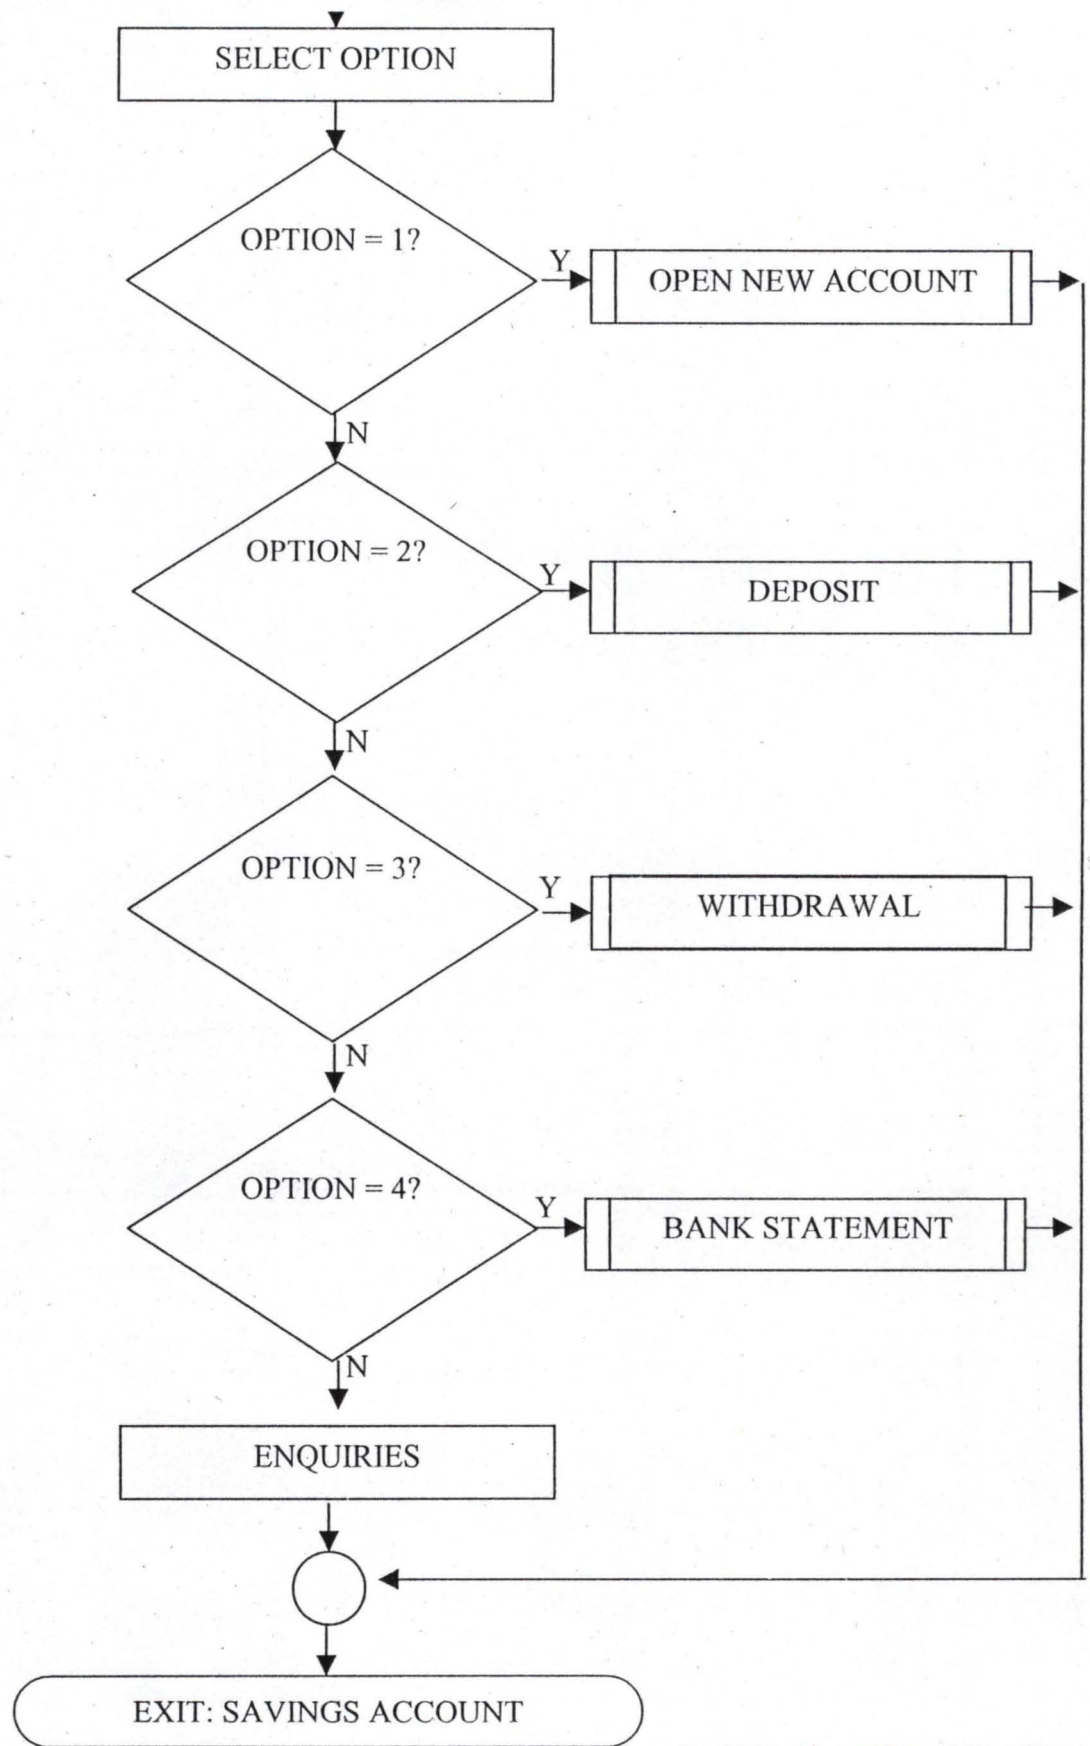 SELECT OPTION
OPTION = 1?
Y
OPEN NEW ACCOUNT
N
OPTION = 2?
Y
DEPOSIT
N
OPTION = 3?
Y
WITHDRAWAL
N
OPTION = 4?
Y
BANK STATEMENT
N
ENQUIRIES
EXIT: SAVINGS ACCOUNT